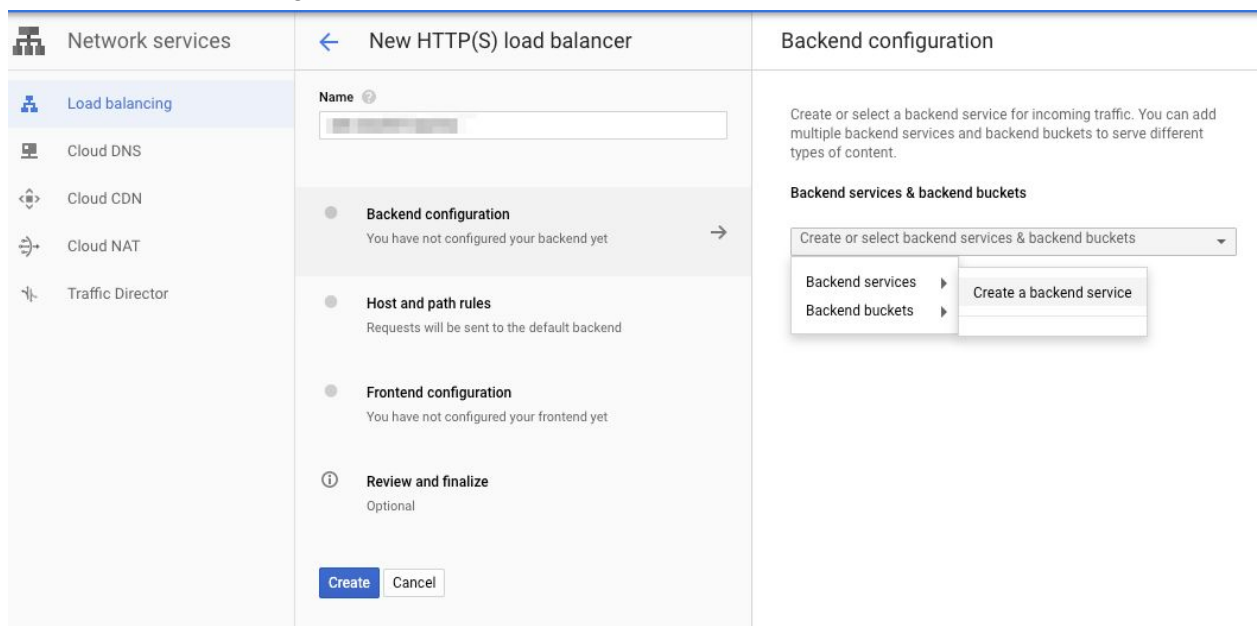 Network services
Load balancing
Cloud DNS
Cloud CDN
Cloud NAT
Traffic Director
New HTTP(S) load balancer
Name
Backend configuration
You have not configured your backend yet
Host and path rules
Requests will be sent to the default backend
Frontend configuration
You have not configured your frontend yet
Review and finalize
Optional
Create Cancel
Backend configuration
Create or select a backend service for incoming traffic. You can add
multiple backend services and backend buckets to serve different
types of content.
Backend services & backend buckets
Create or select backend services & backend buckets
Backend services
Create a backend service
Backend buckets